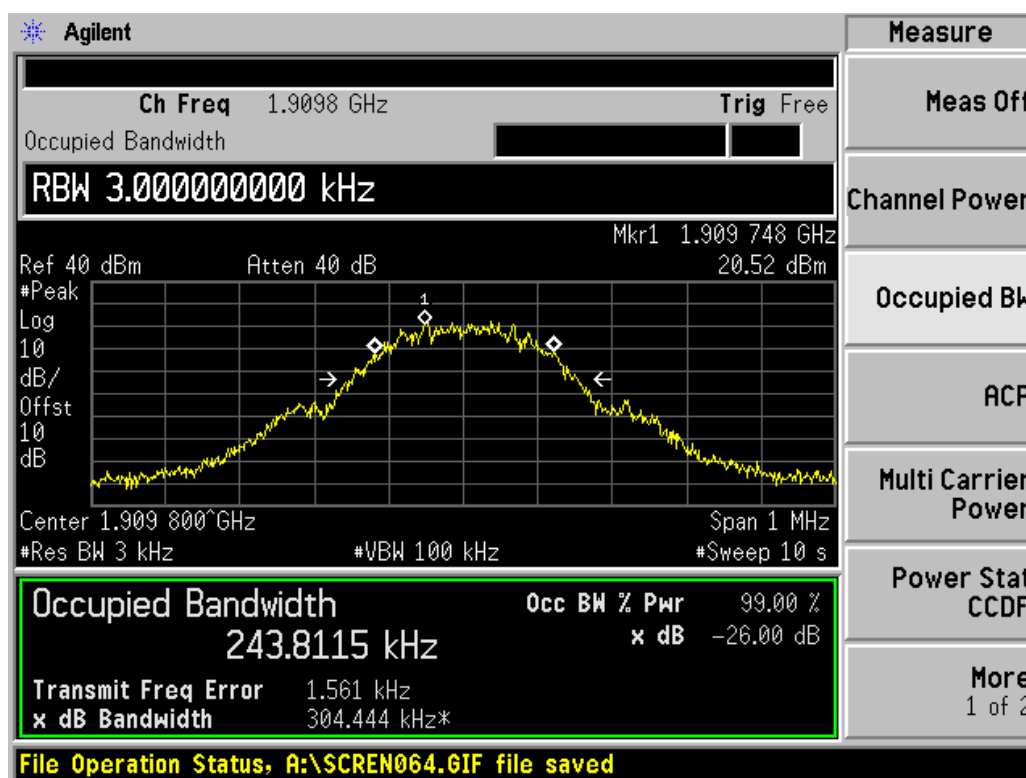 Agilent
Measure
Ch Freq 1.9098 GHz Trig Free
Occupied Bandwidth
RBW 3.000000000 kHz
Mkr1 1.909 748 GHz
Ref 40 dBm Atten 40 dB 20.52 dBm
#Peak
Log
10
dB/
Offst
10
dB
1
Center 1.909 800^GHz Span 1 MHz
#Res BW 3 kHz #VBW 100 kHz #Sweep 10 s
Occupied Bandwidth Occ BW % Pwr 99.00 %
243.8115 kHz x dB -26.00 dB
Transmit Freq Error 1.561 kHz
x dB Bandwidth 304.444 kHz*
File Operation Status, A:\SCREN064.GIF file saved
Meas Off
Channel Power
Occupied BW
ACP
Multi Carrier
Power
Power Stat
CCDF
More
1 of 2